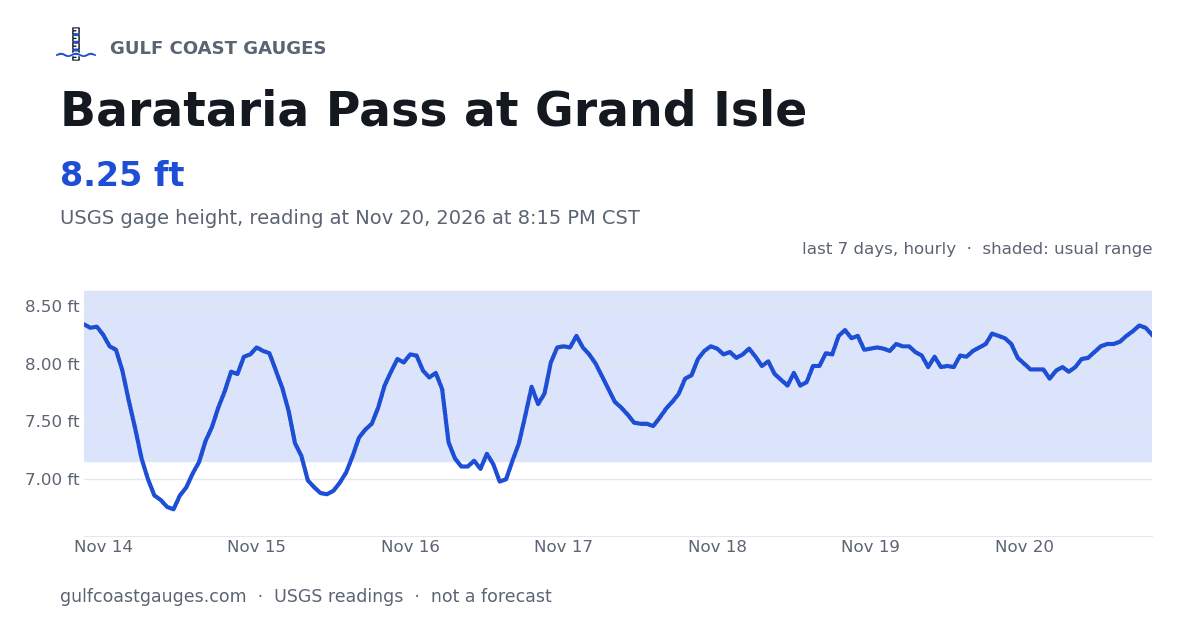 GULF COAST GAUGES
Barataria Pass at Grand Isle
8.25 ft
USGS gage height, reading at Nov 20, 2026 at 8:15 PM CST
last 7 days, hourly · shaded: usual range
8.50 ft
8.00 ft
7.50 ft
7.00 ft
Nov 14 Nov 15 Nov 16 Nov 17 Nov 18 Nov 19 Nov 20
gulfcoastgauges.com · USGS readings · not a forecast